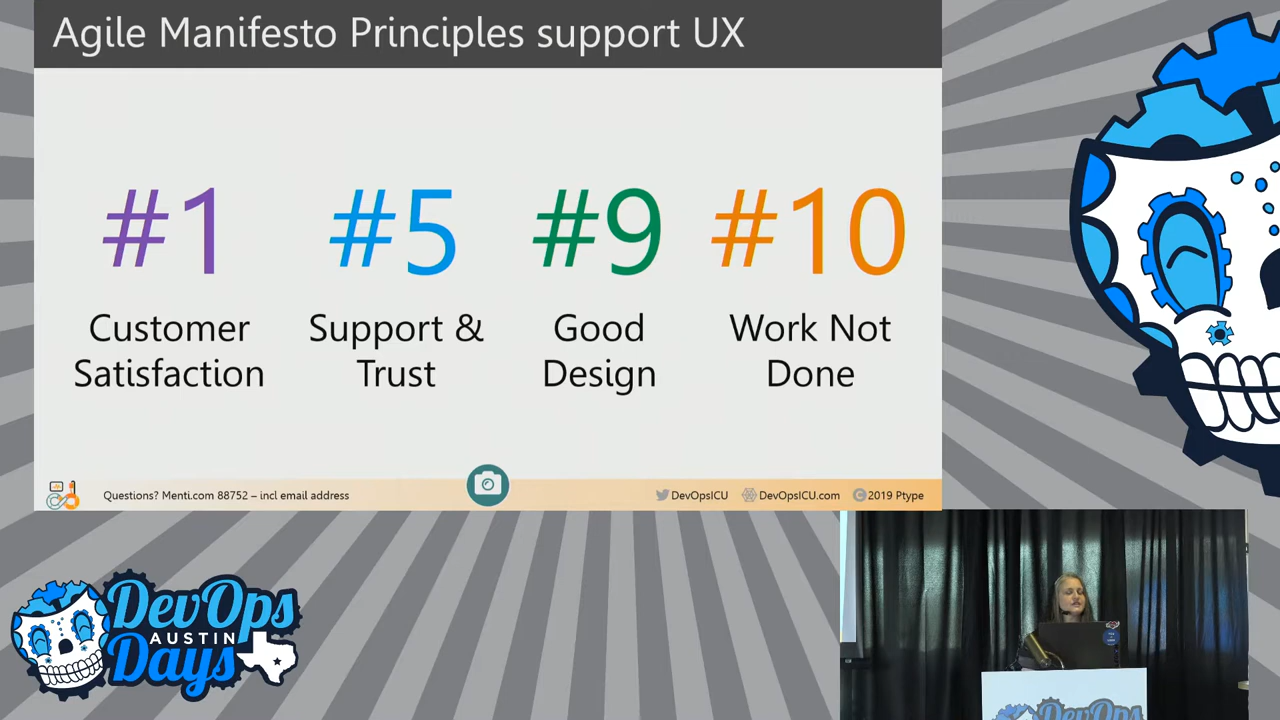 Agile Manifesto Principles support UX
#1
Customer
Satisfaction
#5
Support &
Trust
#9
Good
Design
#10
Work Not
Done
Questions? Menti.com 88752 – incl email address
DevOpsICU
DevOpsICU.com
© 2019 Ptype
DevOps
AUSTIN
Days
DevOps